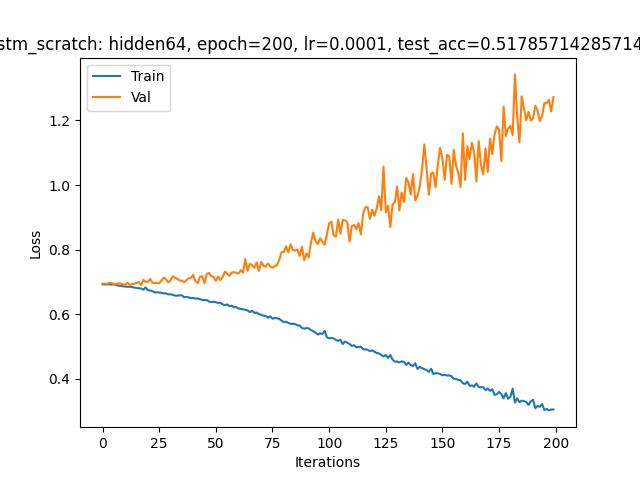 stm_scratch: hidden64, epoch=200, lr=0.0001, test_acc=0.51785714285714
Train
Val
1.2
1.0
0.8
0.6
0.4
Loss
0 25 50 75 100 125 150 175 200
Iterations